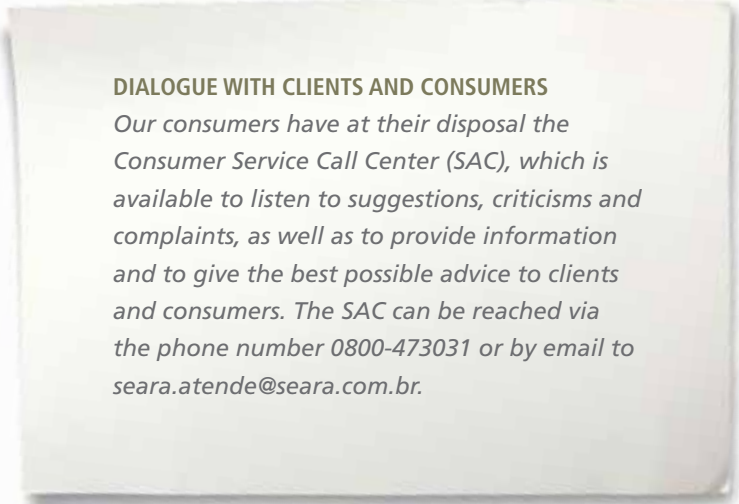 DIALOGUE WITH CLIENTS AND CONSUMERS
Our consumers have at their disposal the
Consumer Service Call Center (SAC), which is
available to listen to suggestions, criticisms and
complaints, as well as to provide information
and to give the best possible advice to clients
and consumers. The SAC can be reached via
the phone number 0800-473031 or by email to
seara.atende@seara.com.br.